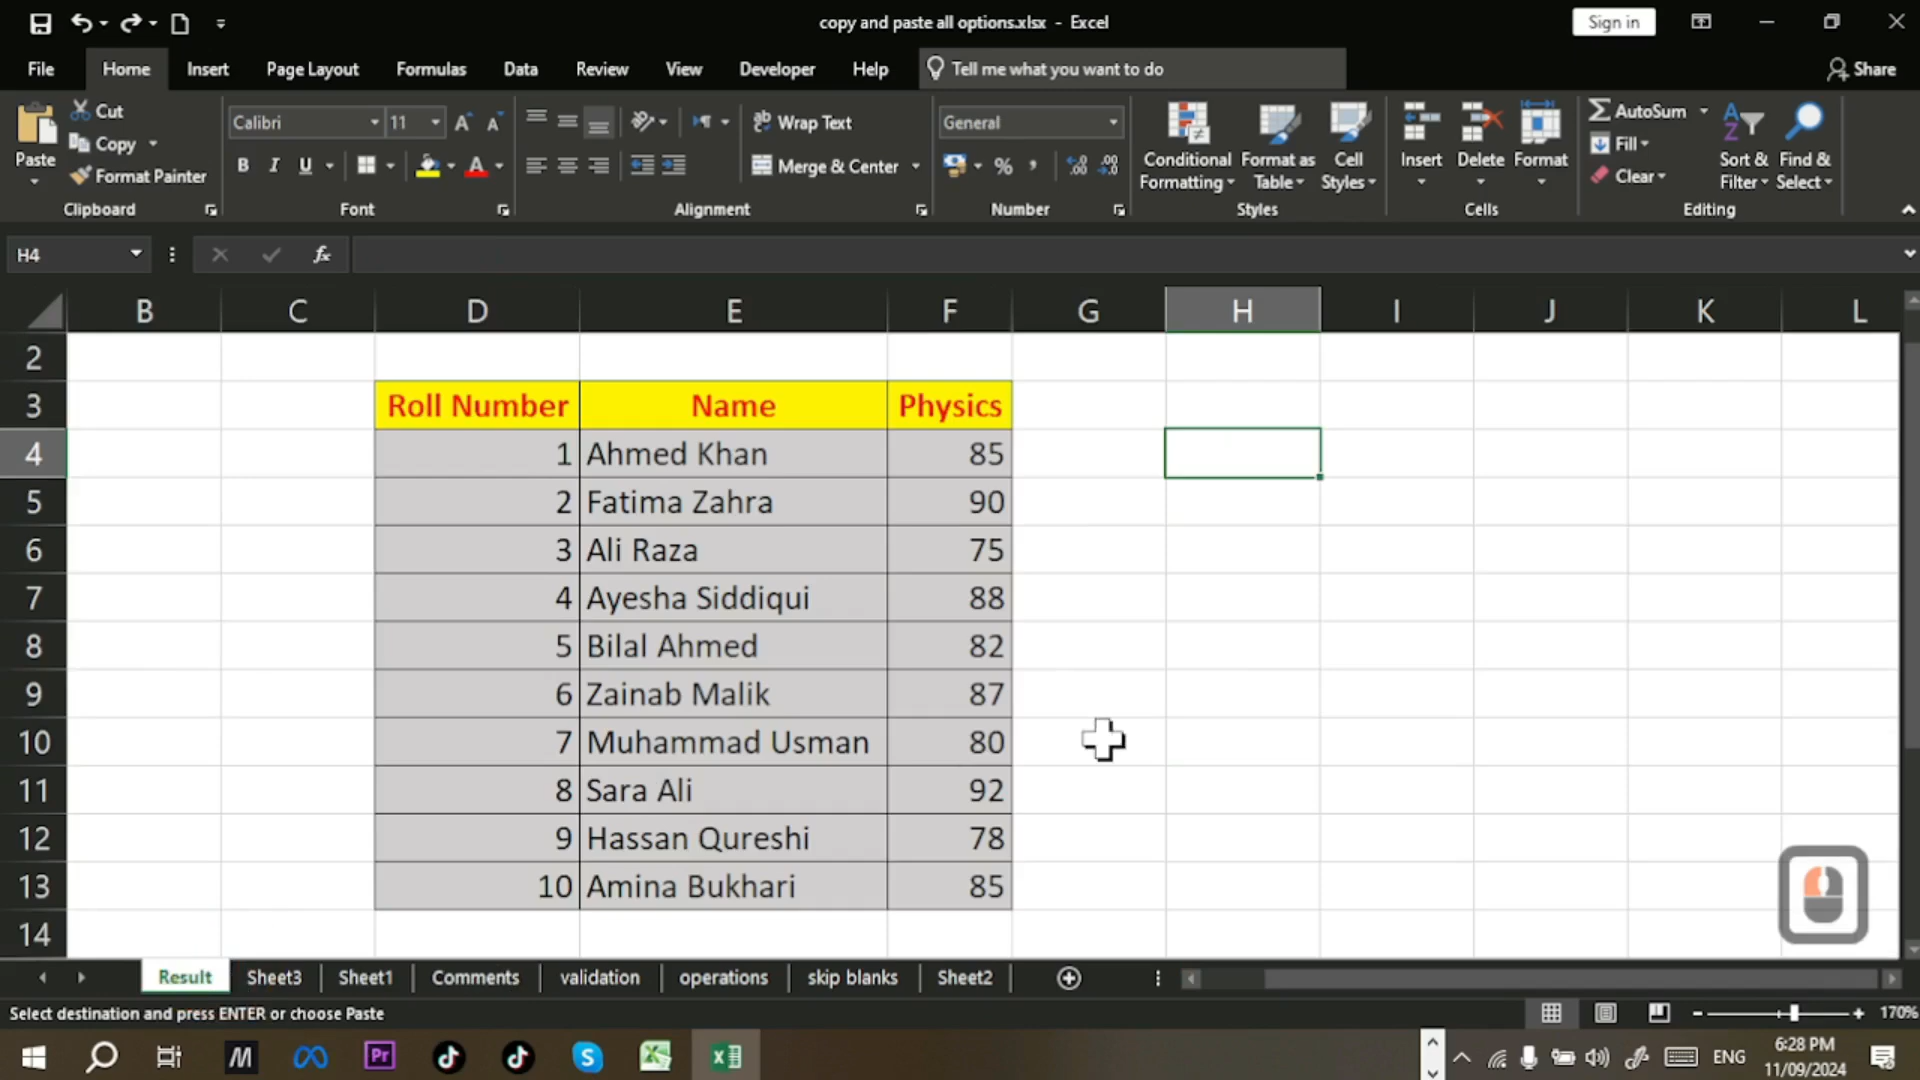 copy and paste all options.xlsx - Excel
Sign in
File Home Insert Page Layout Formulas Data Review View Developer Help Tell me what you want to do Share
Paste
Cut
Copy
Format Painter
Clipboard
Calibri 11
B I U A
Font
Wrap Text
Merge & Center
Alignment
General
%
Number
Conditional Formatting
Format as Table
Cell Styles
Styles
Insert Delete Format
Cells
AutoSum
Fill
Clear
Sort & Filter
Find & Select
Editing
H4 fx
B C D E F G H I J K L
2
3 Roll Number Name Physics
4 1 Ahmed Khan 85
5 2 Fatima Zahra 90
6 3 Ali Raza 75
7 4 Ayesha Siddiqui 88
8 5 Bilal Ahmed 82
9 6 Zainab Malik 87
10 7 Muhammad Usman 80
11 8 Sara Ali 92
12 9 Hassan Qureshi 78
13 10 Amina Bukhari 85
14
Result Sheet3 Sheet1 Comments validation operations skip blanks Sheet2
Select destination and press ENTER or choose Paste
170%
ENG
6:28 PM
11/09/2024